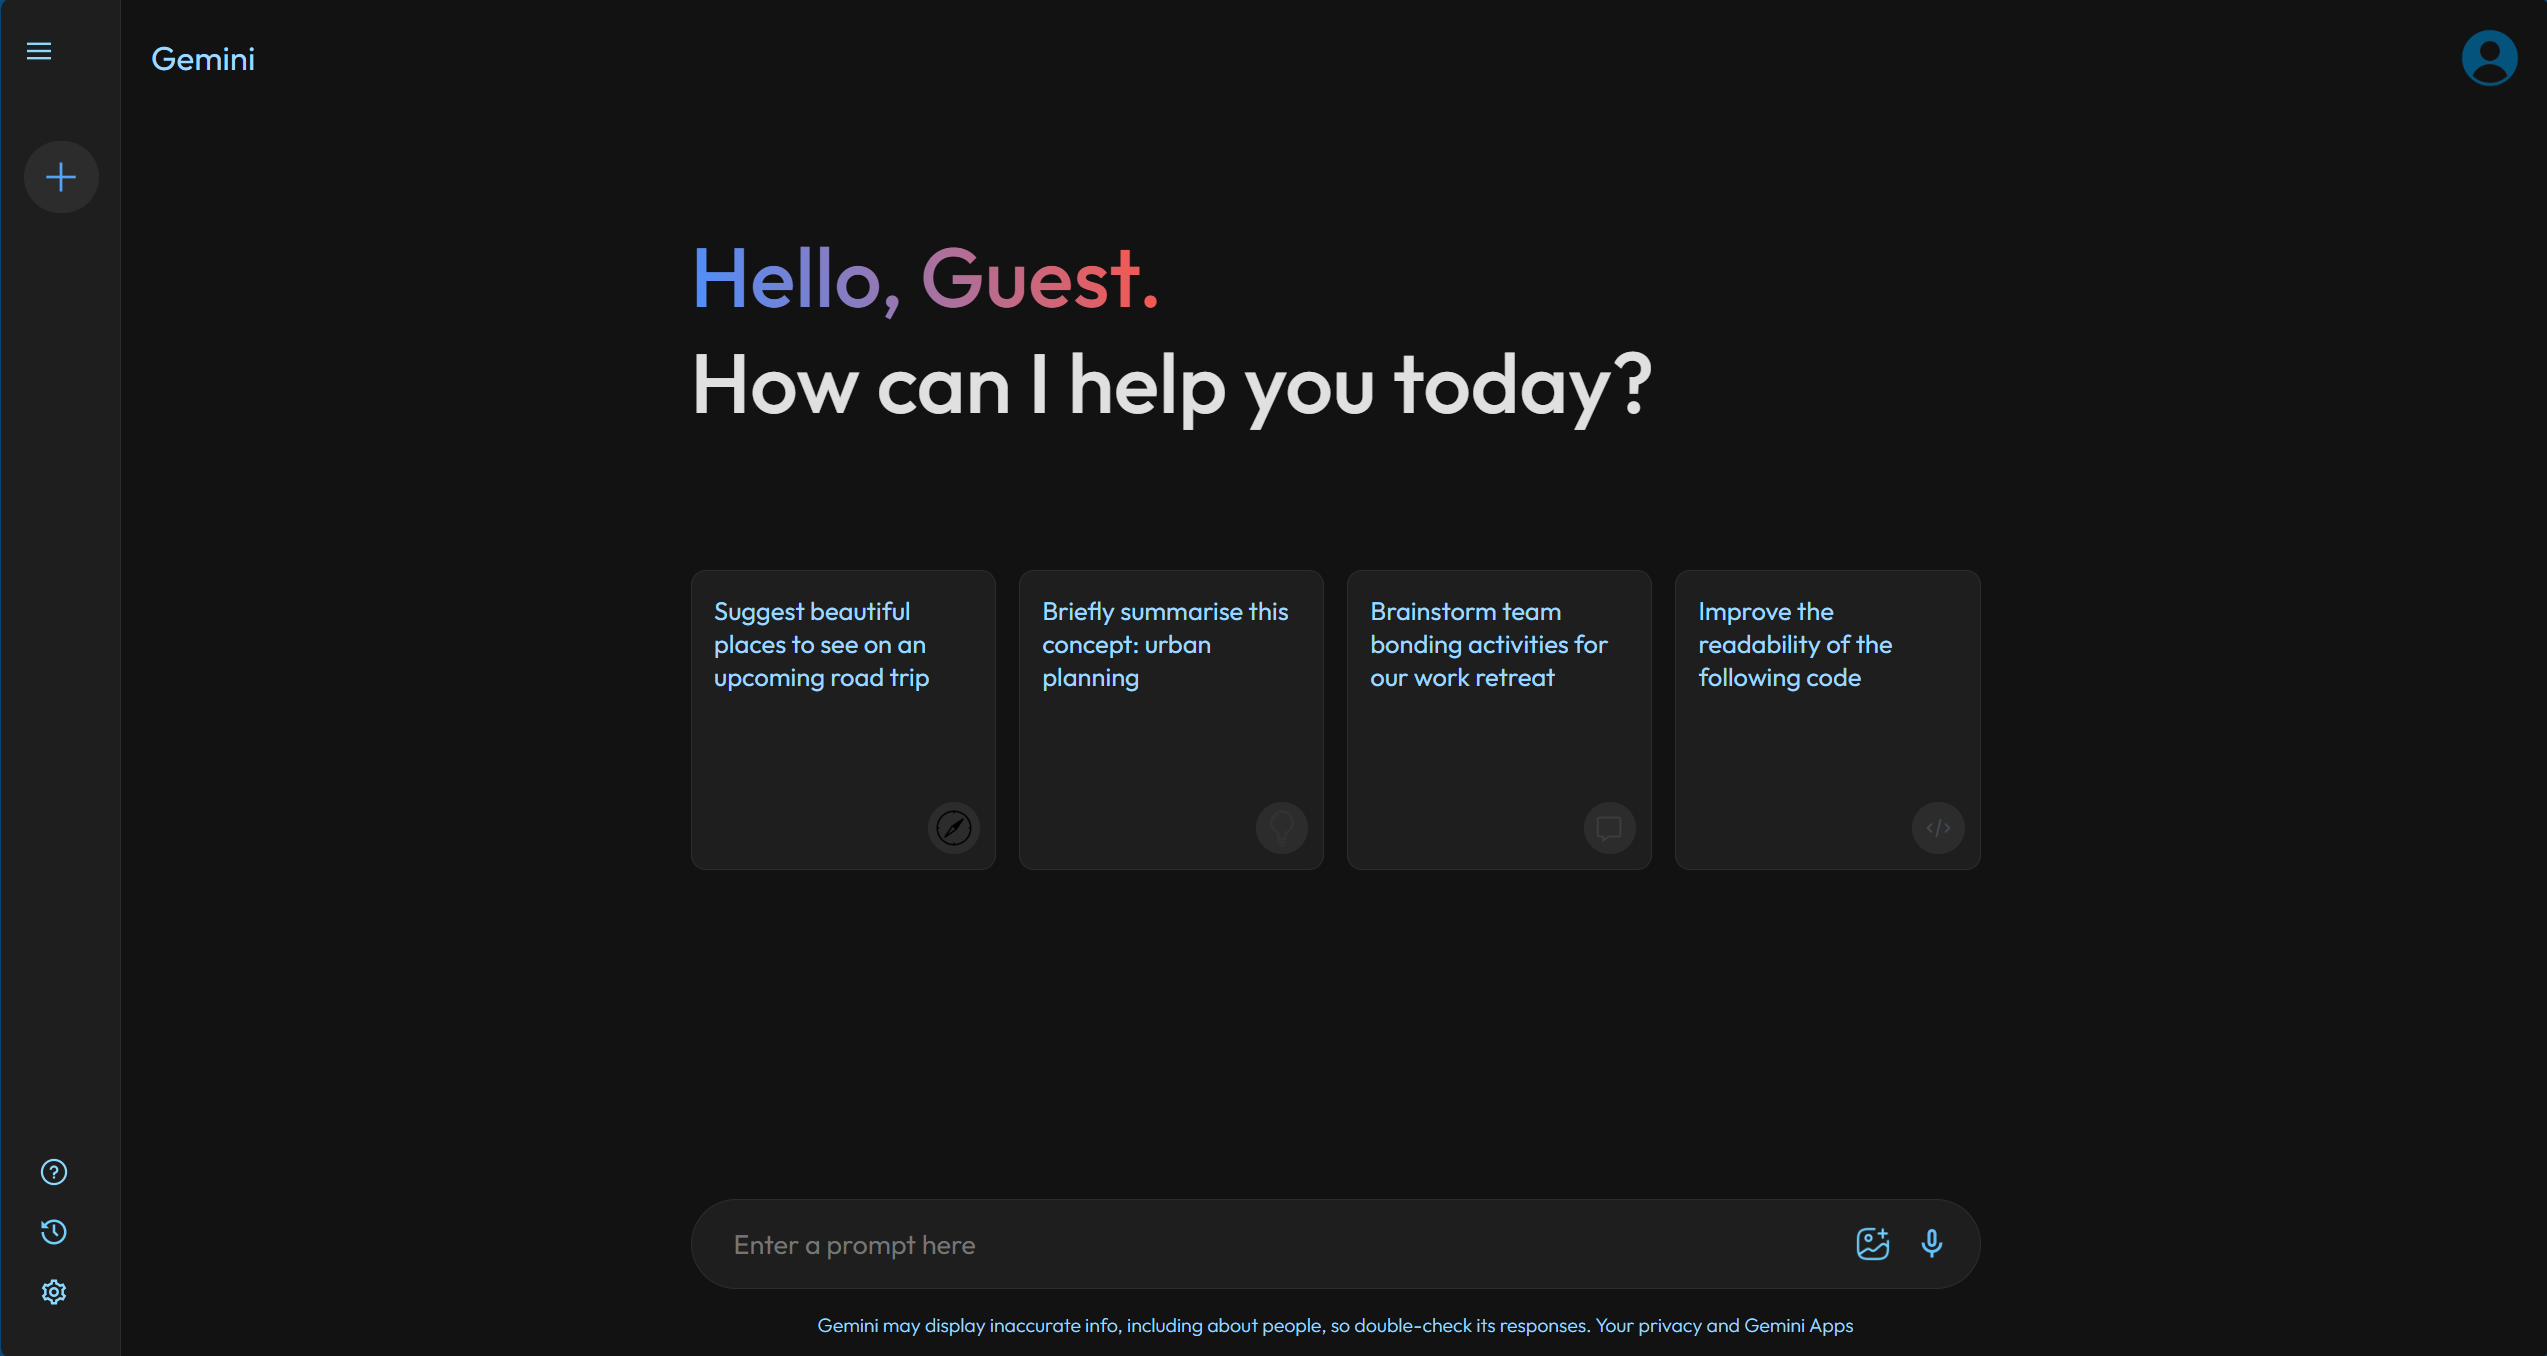 Gemini
Hello, Guest.
How can I help you today?
Suggest beautiful
places to see on an
upcoming road trip
Briefly summarise this
concept: urban
planning
Brainstorm team
bonding activities for
our work retreat
Improve the
readability of the
following code
Enter a prompt here
Gemini may display inaccurate info, including about people, so double-check its responses. Your privacy and Gemini Apps